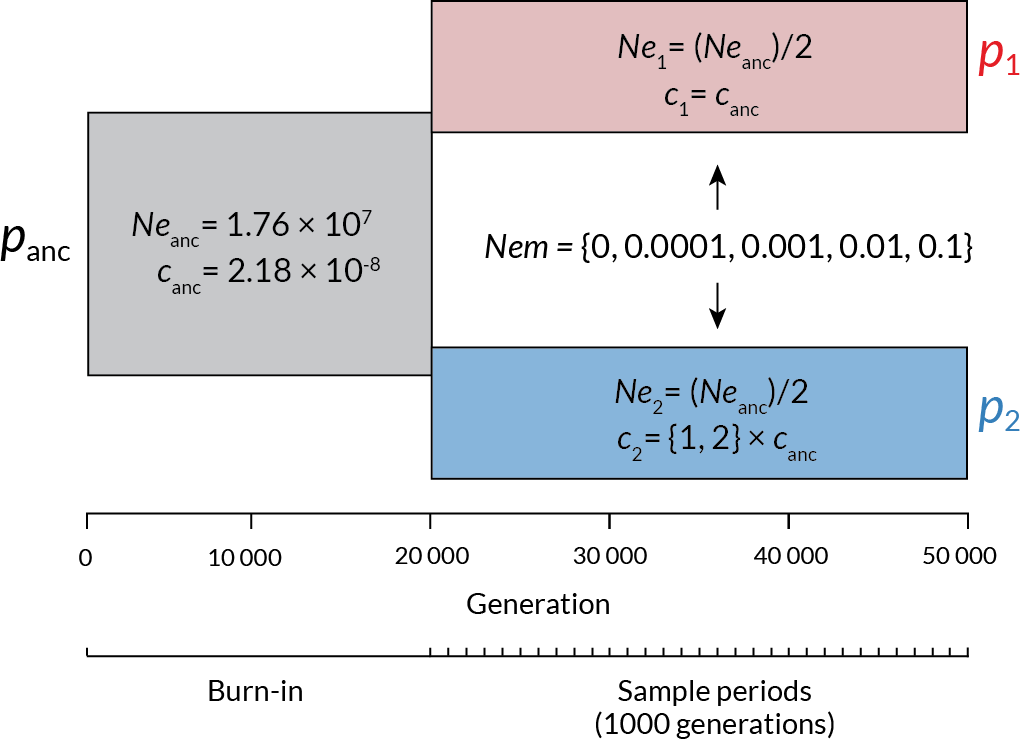 Ne₁= (Neanc)/2
c₁= canc
p₁
panc
Neanc= 1.76 × 10⁷
canc= 2.18 × 10⁻⁸
Nem = {0, 0.0001, 0.001, 0.01, 0.1}
Ne₂= (Neanc)/2
c₂= {1, 2} × canc
p₂
0 10 000 20 000 30 000 40 000 50 000
Generation
Burn-in
Sample periods
(1000 generations)